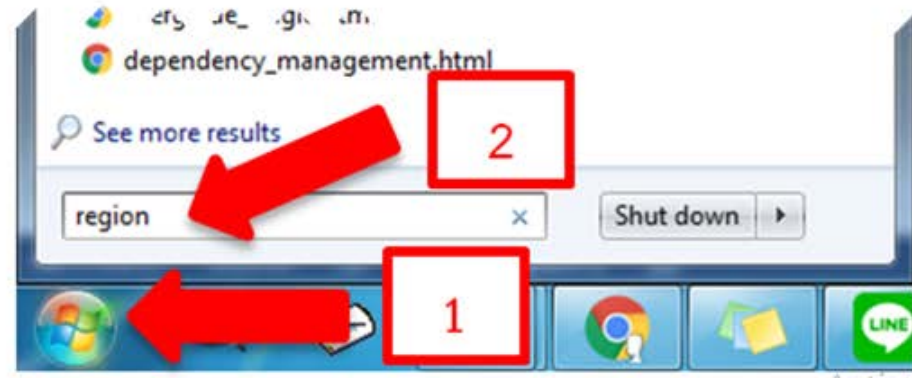 dependency_management.html
See more results
2
region
Shut down
1
LINE